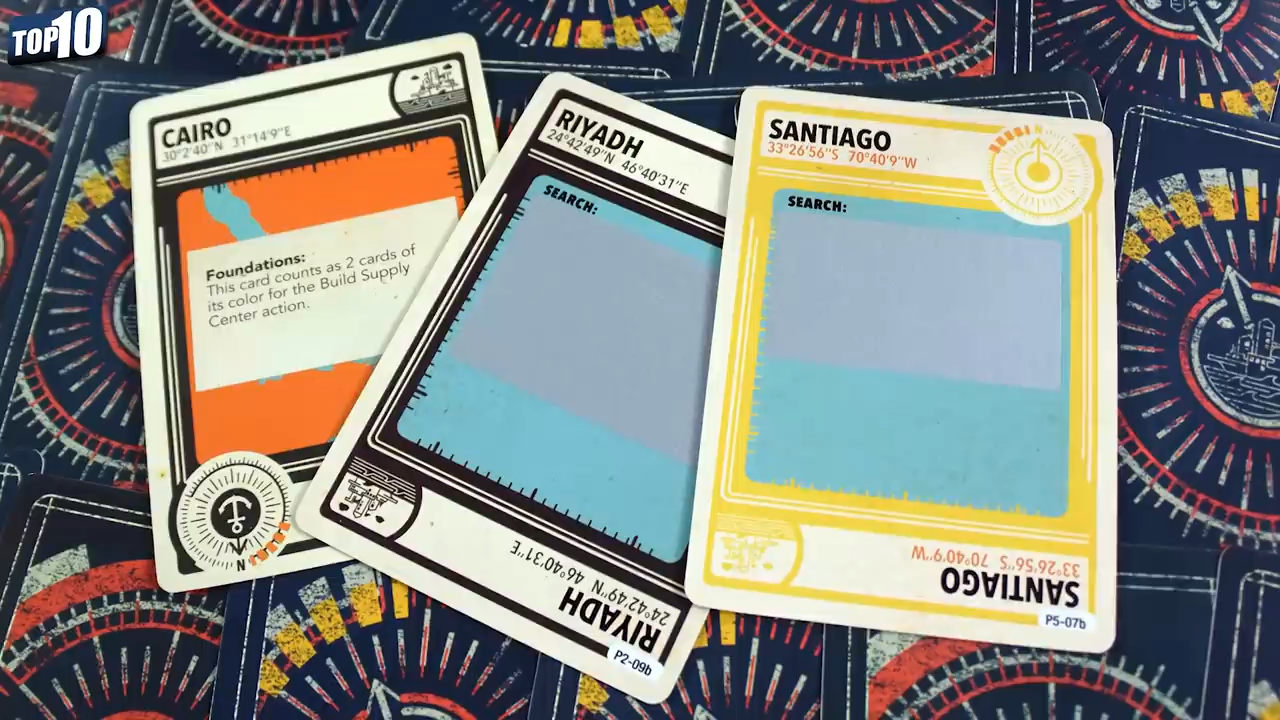 TOP10
CAIRO
30°2'40"N 31°14'9"E
Foundations:
This card counts as 2 cards of
its color for the Build Supply
Center action.
N
RIYADH
24°42'49"N 46°40'31"E
SEARCH:
24°42'49"N 46°40'31"E
RIYADH
P2-09b
SANTIAGO
33°26'56"S 70°40'9"W
N
SEARCH:
33°26'56"S 70°40'9"W
SANTIAGO
P5-07b